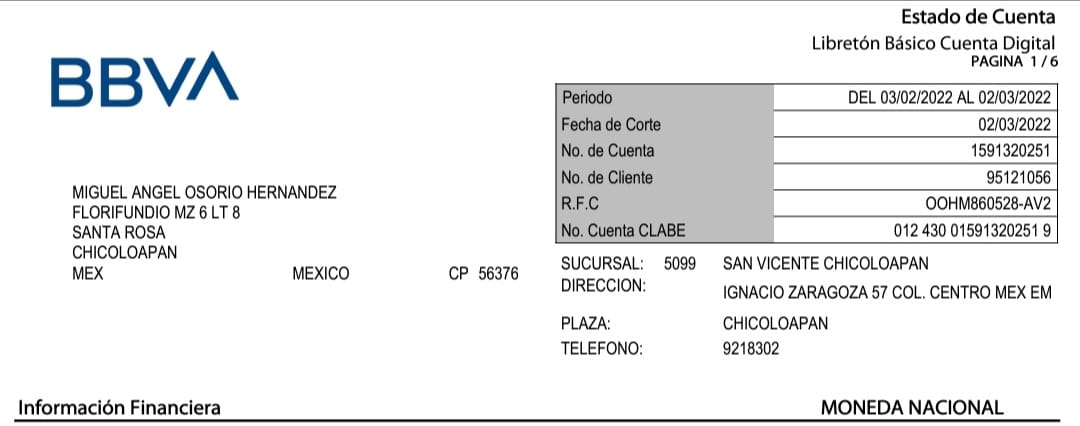 Estado de Cuenta
Libretón Básico Cuenta Digital
PAGINA 1 / 6
BBVA
Periodo DEL 03/02/2022 AL 02/03/2022
Fecha de Corte 02/03/2022
No. de Cuenta 1591320251
No. de Cliente 95121056
R.F.C OOHM860528-AV2
No. Cuenta CLABE 012 430 01591320251 9
MIGUEL ANGEL OSORIO HERNANDEZ
FLORIFUNDIO MZ 6 LT 8
SANTA ROSA
CHICOLOAPAN
MEX MEXICO CP 56376
SUCURSAL: 5099 SAN VICENTE CHICOLOAPAN
DIRECCION: IGNACIO ZARAGOZA 57 COL. CENTRO MEX EM
PLAZA: CHICOLOAPAN
TELEFONO: 9218302
Información Financiera MONEDA NACIONAL